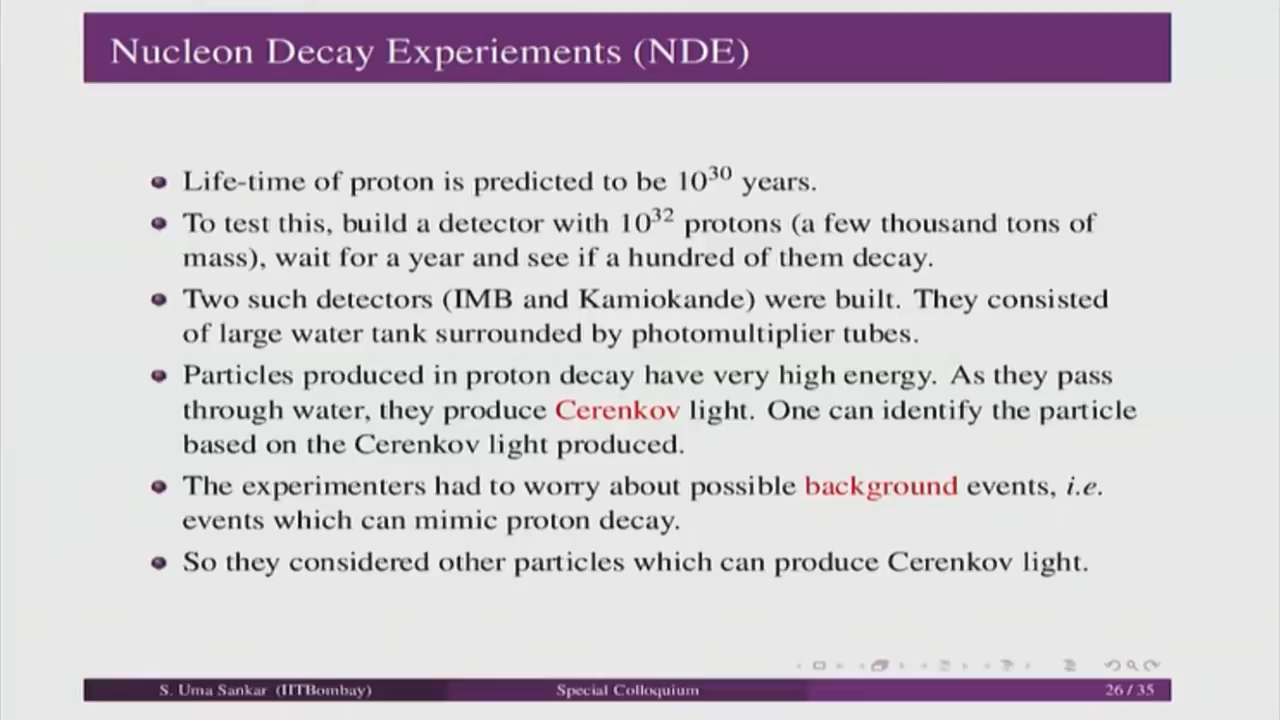 Nucleon Decay Experiements (NDE)
Life-time of proton is predicted to be 10³⁰ years.
To test this, build a detector with 10³² protons (a few thousand tons of
mass), wait for a year and see if a hundred of them decay.
Two such detectors (IMB and Kamiokande) were built. They consisted
of large water tank surrounded by photomultiplier tubes.
Particles produced in proton decay have very high energy. As they pass
through water, they produce Cerenkov light. One can identify the particle
based on the Cerenkov light produced.
The experimenters had to worry about possible background events, i.e.
events which can mimic proton decay.
So they considered other particles which can produce Cerenkov light.
S. Uma Sankar (IITBombay) Special Colloquium 26 / 35